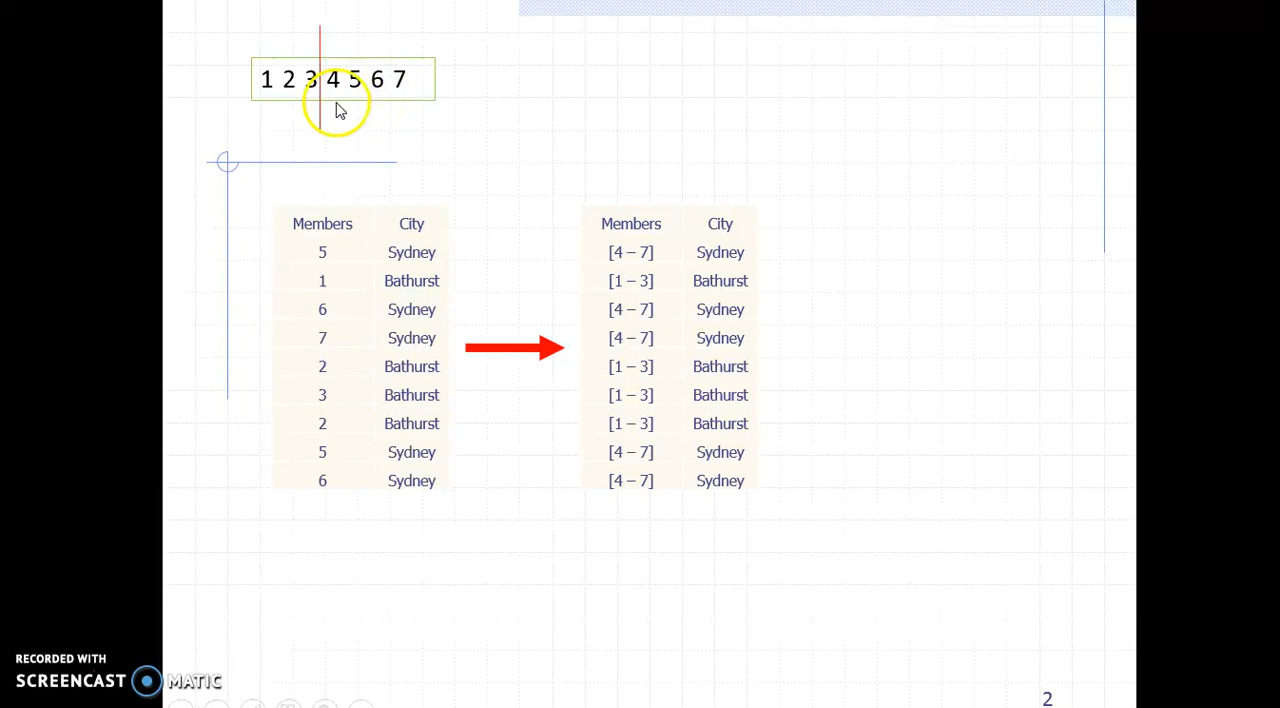 1 2 3 4 5 6 7
Members City
5 Sydney
1 Bathurst
6 Sydney
7 Sydney
2 Bathurst
3 Bathurst
2 Bathurst
5 Sydney
6 Sydney
Members City
[4 – 7] Sydney
[1 – 3] Bathurst
[4 – 7] Sydney
[4 – 7] Sydney
[1 – 3] Bathurst
[1 – 3] Bathurst
[1 – 3] Bathurst
[4 – 7] Sydney
[4 – 7] Sydney
RECORDED WITH
SCREENCAST MATIC
2